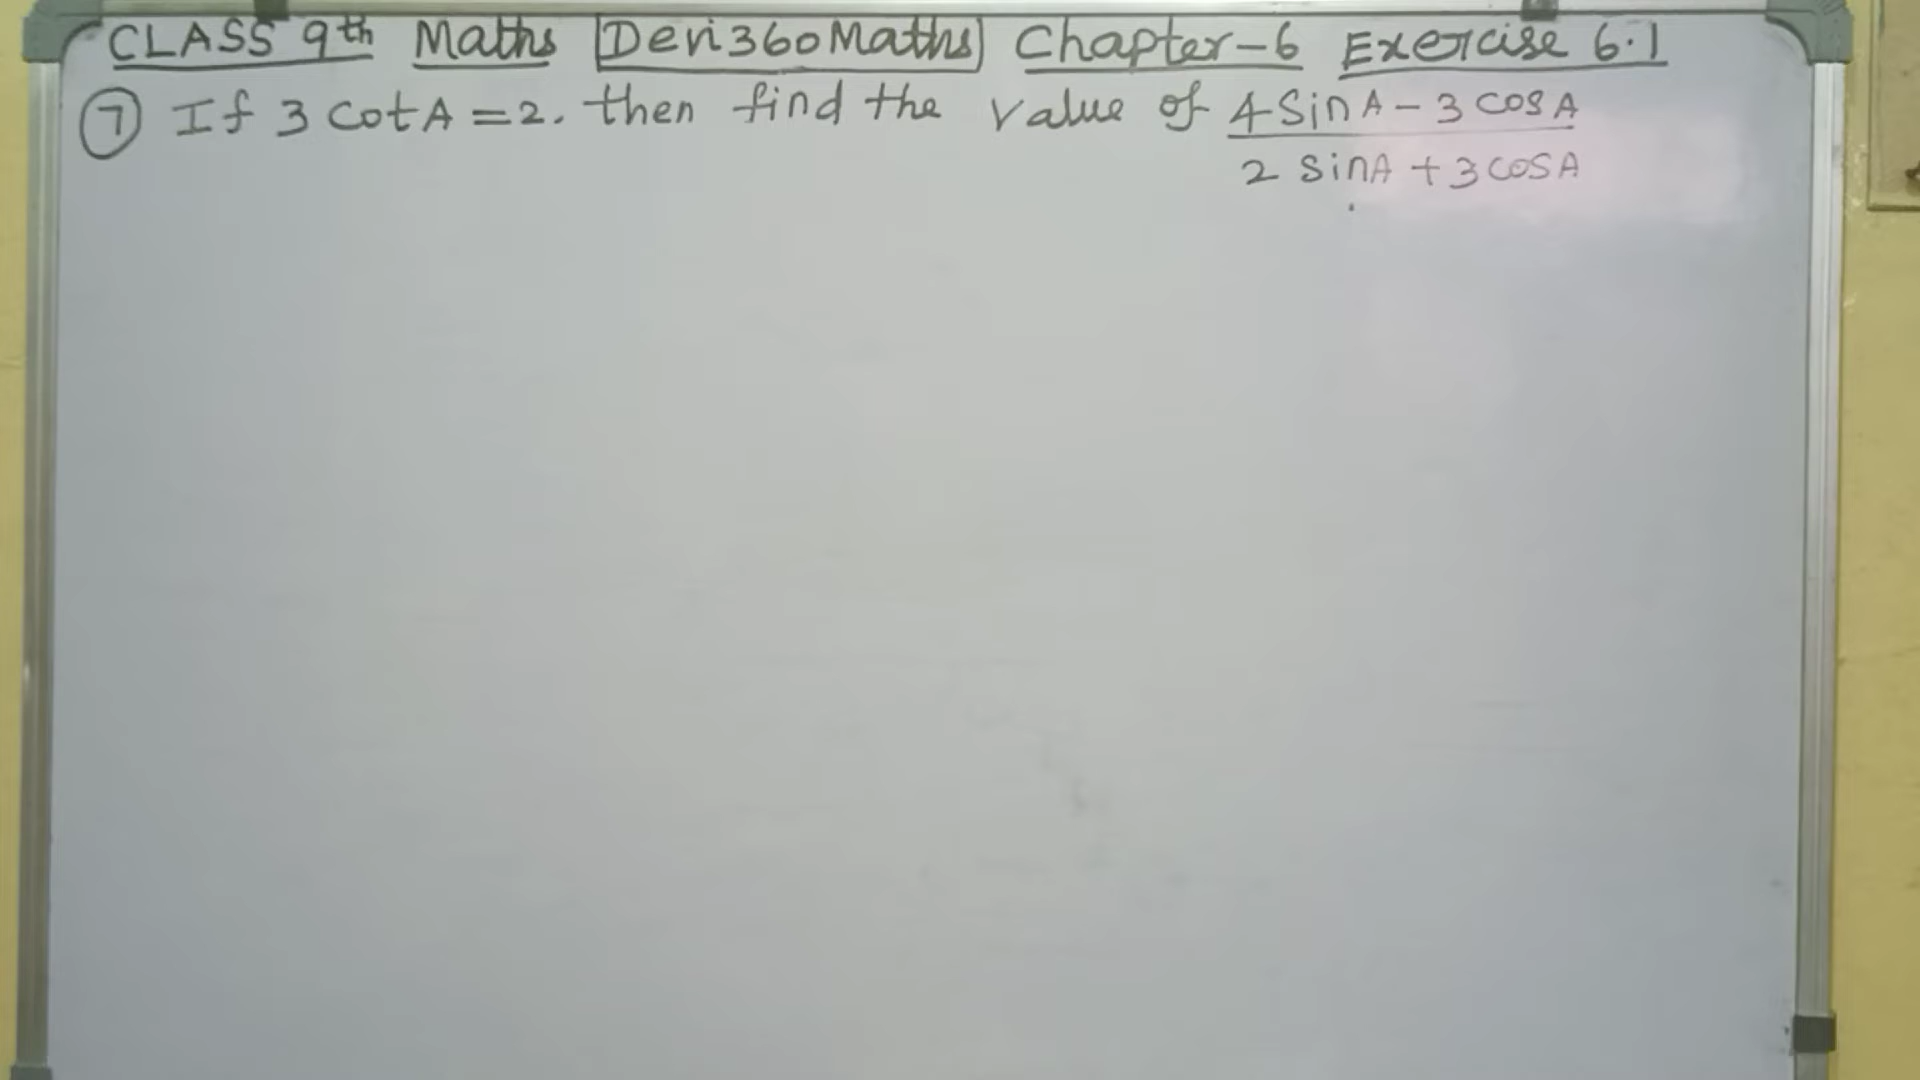 CLASS 9th Maths Devi360Maths Chapter-6 Exercise 6.1
7 If 3 cot A = 2. then find the value of 4 Sin A - 3 cos A
2 Sin A + 3 cos A